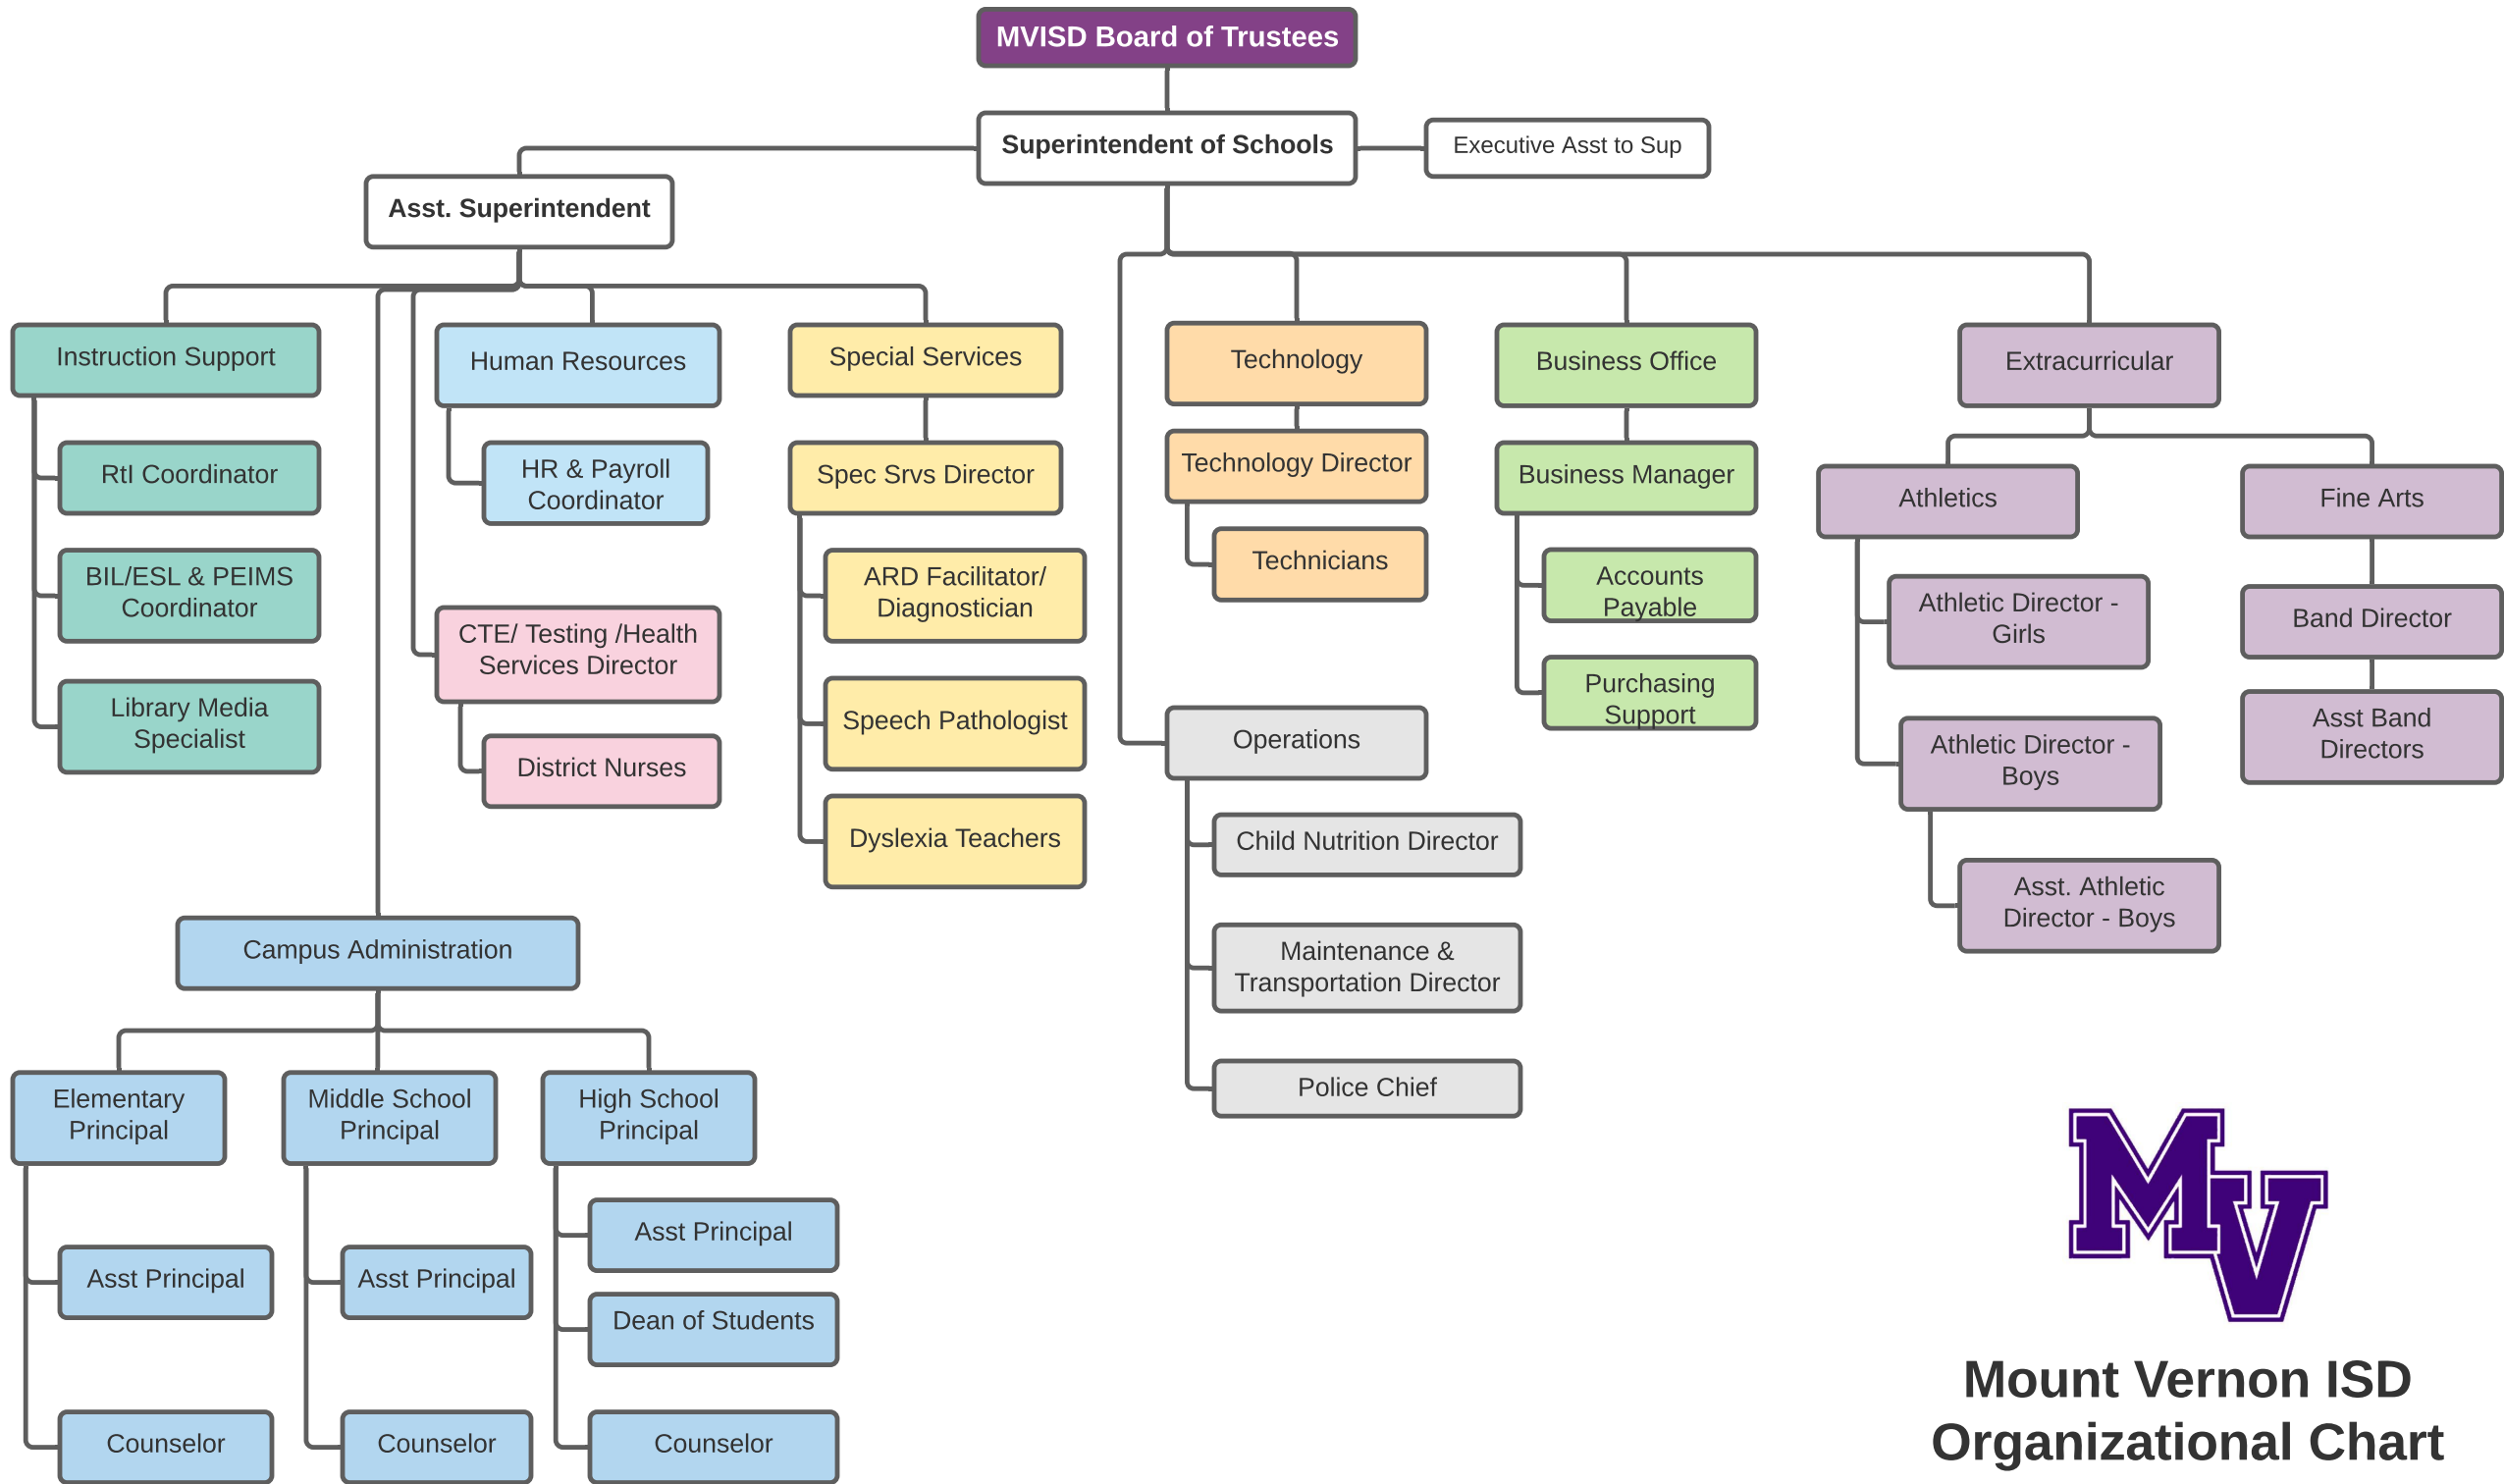 MVISD Board of Trustees
Superintendent of Schools
Executive Asst to Sup
Asst. Superintendent
Instruction Support
RtI Coordinator
BIL/ESL & PEIMS
Coordinator
Library Media
Specialist
Human Resources
HR & Payroll
Coordinator
CTE/ Testing /Health
Services Director
District Nurses
Special Services
Spec Srvs Director
ARD Facilitator/
Diagnostician
Speech Pathologist
Dyslexia Teachers
Technology
Technology Director
Technicians
Operations
Child Nutrition Director
Maintenance &
Transportation Director
Police Chief
Business Office
Business Manager
Accounts
Payable
Purchasing
Support
Extracurricular
Athletics
Athletic Director -
Girls
Athletic Director -
Boys
Asst. Athletic
Director - Boys
Fine Arts
Band Director
Asst Band
Directors
Campus Administration
Elementary
Principal
Asst Principal
Counselor
Middle School
Principal
Asst Principal
Counselor
High School
Principal
Asst Principal
Dean of Students
Counselor
MV
Mount Vernon ISD
Organizational Chart